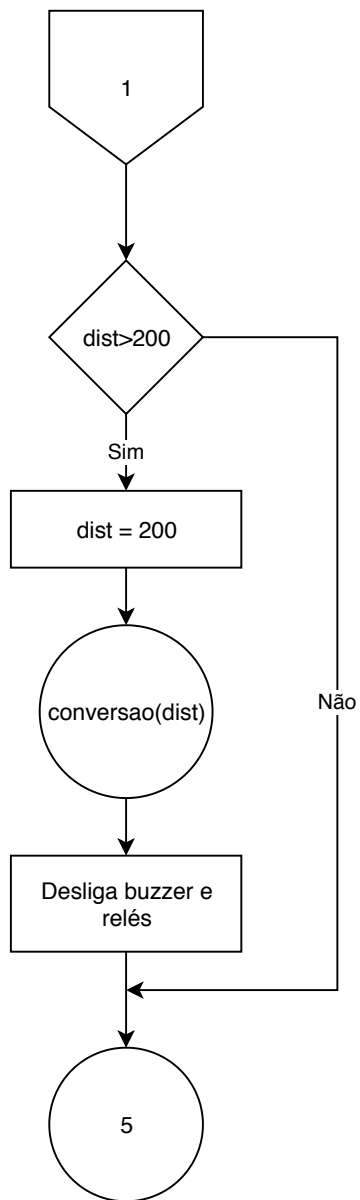 1
dist>200
Sim
dist = 200
conversao(dist)
Não
Desliga buzzer e
relés
5